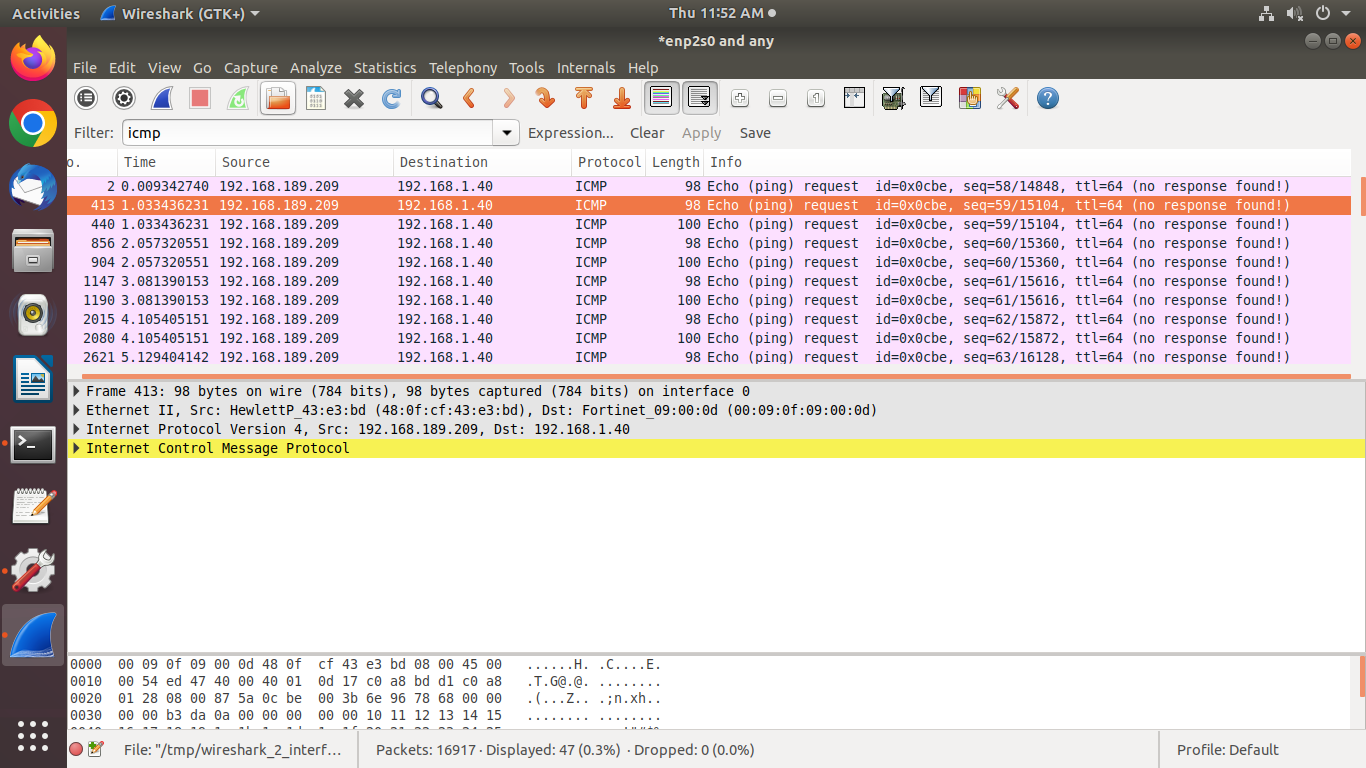 Activities Wireshark (GTK+) Thu 11:52 AM
*enp2s0 and any
File Edit View Go Capture Analyze Statistics Telephony Tools Internals Help
Filter: icmp Expression... Clear Apply Save
o. Time Source Destination Protocol Length Info
2 0.009342740 192.168.189.209 192.168.1.40 ICMP 98 Echo (ping) request id=0x0cbe, seq=58/14848, ttl=64 (no response found!)
413 1.033436231 192.168.189.209 192.168.1.40 ICMP 98 Echo (ping) request id=0x0cbe, seq=59/15104, ttl=64 (no response found!)
440 1.033436231 192.168.189.209 192.168.1.40 ICMP 100 Echo (ping) request id=0x0cbe, seq=59/15104, ttl=64 (no response found!)
856 2.057320551 192.168.189.209 192.168.1.40 ICMP 98 Echo (ping) request id=0x0cbe, seq=60/15360, ttl=64 (no response found!)
904 2.057320551 192.168.189.209 192.168.1.40 ICMP 100 Echo (ping) request id=0x0cbe, seq=60/15360, ttl=64 (no response found!)
1147 3.081390153 192.168.189.209 192.168.1.40 ICMP 98 Echo (ping) request id=0x0cbe, seq=61/15616, ttl=64 (no response found!)
1190 3.081390153 192.168.189.209 192.168.1.40 ICMP 100 Echo (ping) request id=0x0cbe, seq=61/15616, ttl=64 (no response found!)
2015 4.105405151 192.168.189.209 192.168.1.40 ICMP 98 Echo (ping) request id=0x0cbe, seq=62/15872, ttl=64 (no response found!)
2080 4.105405151 192.168.189.209 192.168.1.40 ICMP 100 Echo (ping) request id=0x0cbe, seq=62/15872, ttl=64 (no response found!)
2621 5.129404142 192.168.189.209 192.168.1.40 ICMP 98 Echo (ping) request id=0x0cbe, seq=63/16128, ttl=64 (no response found!)
Frame 413: 98 bytes on wire (784 bits), 98 bytes captured (784 bits) on interface 0
Ethernet II, Src: HewlettP_43:e3:bd (48:0f:cf:43:e3:bd), Dst: Fortinet_09:00:0d (00:09:0f:09:00:0d)
Internet Protocol Version 4, Src: 192.168.189.209, Dst: 192.168.1.40
Internet Control Message Protocol
0000 00 09 0f 09 00 0d 48 0f cf 43 e3 bd 08 00 45 00 ......H. .C....E.
0010 00 54 ed 47 40 00 40 01 0d 17 c0 a8 bd d1 c0 a8 .T.G@.@. ........
0020 01 28 08 00 87 5a 0c be 00 3b 6e 96 78 68 00 00 .(...Z.. .;n.xh..
0030 00 00 b3 da 0a 00 00 00 00 00 10 11 12 13 14 15 ........ ........
File: "/tmp/wireshark_2_interf... Packets: 16917 · Displayed: 47 (0.3%) · Dropped: 0 (0.0%) Profile: Default